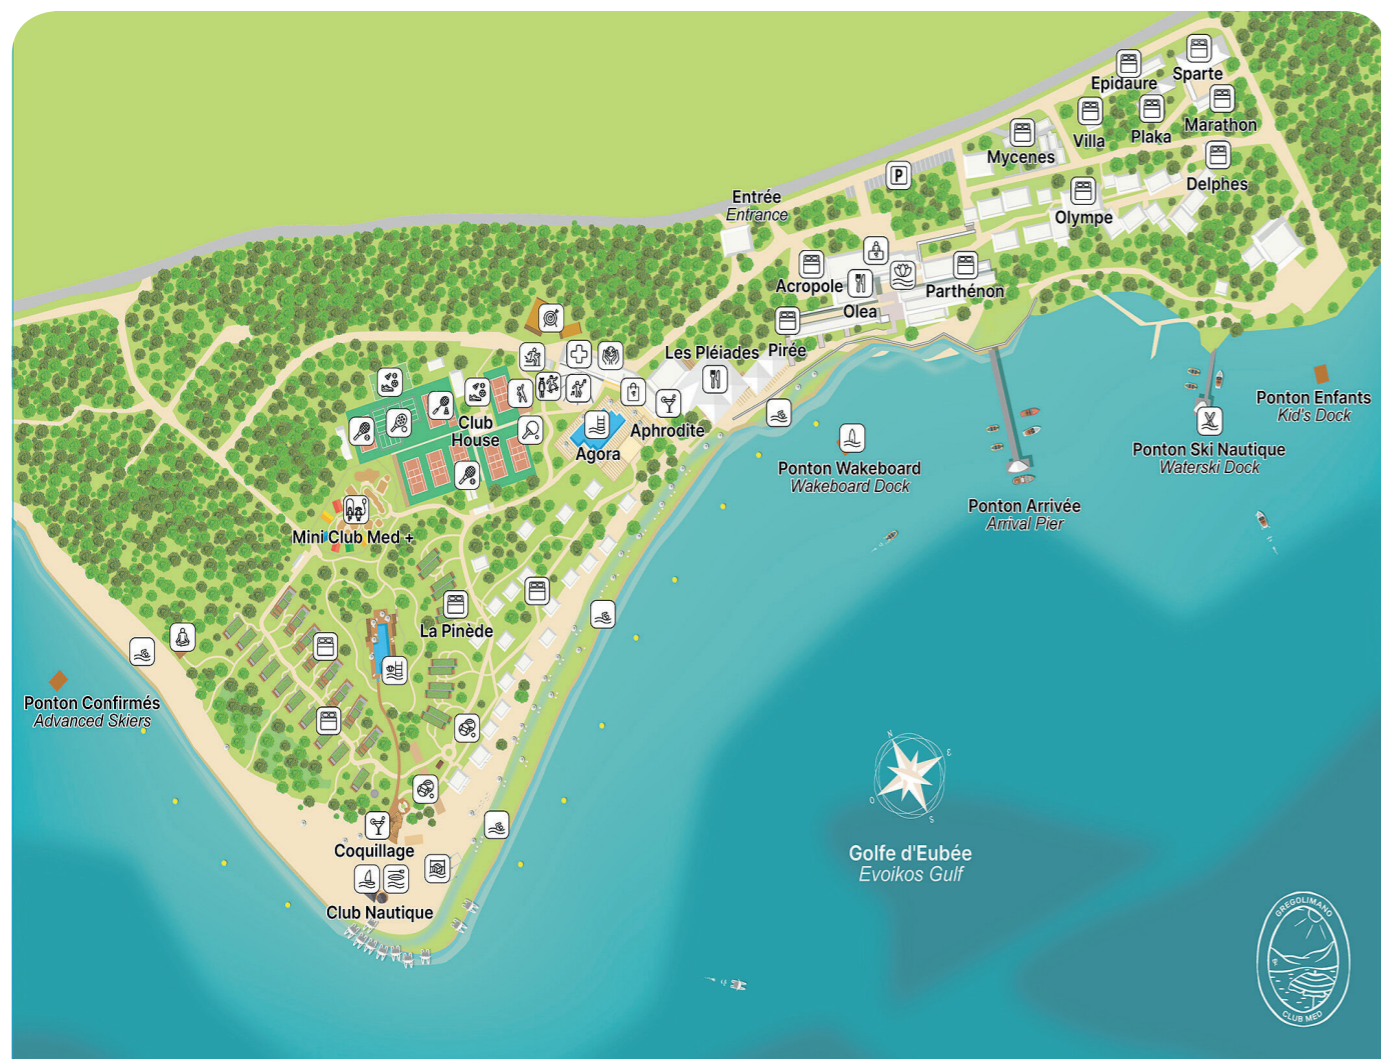 Sparte
Epidaure
Marathon
Plaka
Villa
Mycenes
Delphes
P
Entrée
Entrance
Olympe
Acropole
Parthénon
Olea
Les Pléiades
Pirée
Ponton Enfants
Kid's Dock
Club
House
Aphrodite
Agora
Ponton Ski Nautique
Waterski Dock
Ponton Wakeboard
Wakeboard Dock
Ponton Arrivée
Arrival Pier
Mini Club Med +
La Pinède
Ponton Confirmés
Advanced Skiers
N
E
O
S
Coquillage
Golfe d'Eubée
Evoikos Gulf
Club Nautique
GREGOLIMANO
CLUB MED